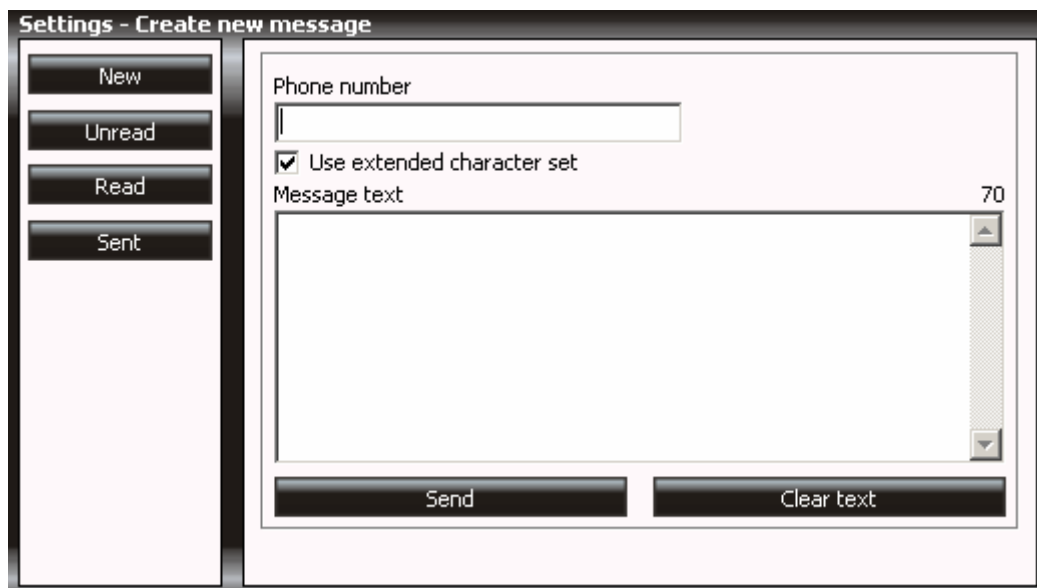 Settings - Create new message
New
Unread
Read
Sent
Phone number
Use extended character set
Message text 70
Send Clear text